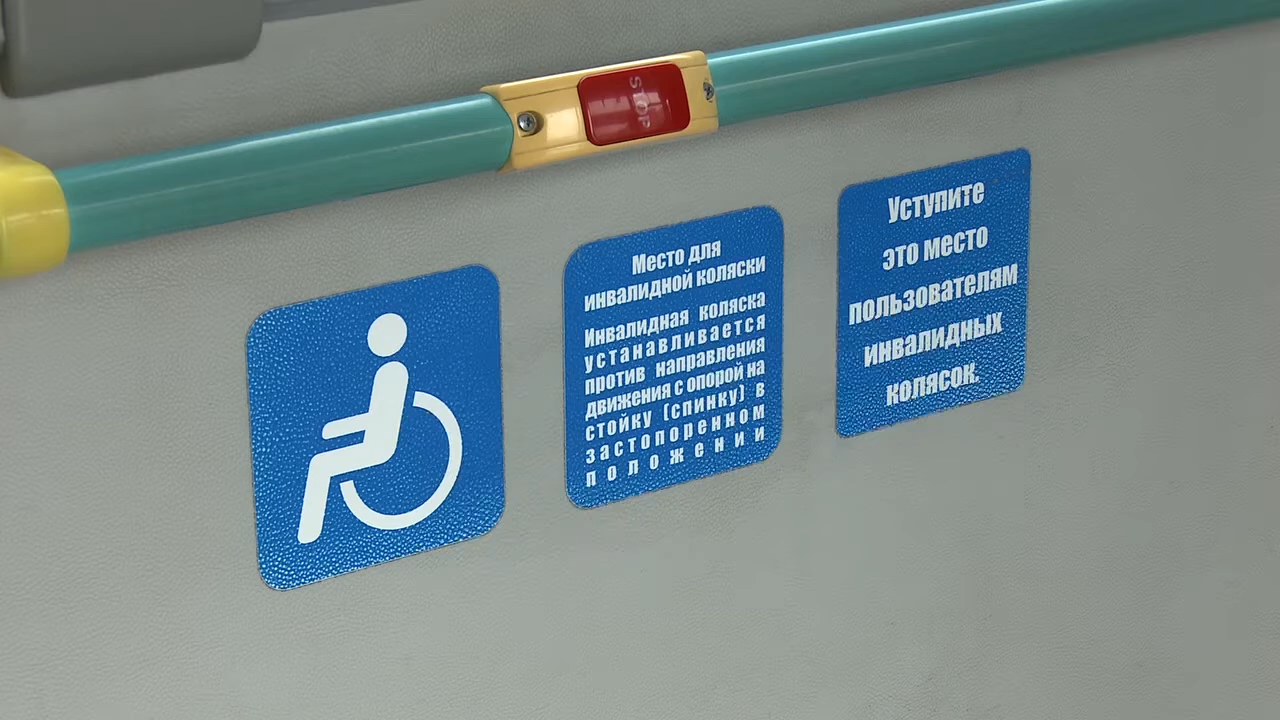 STOP
Место для
инвалидной коляски
Инвалидная коляска
устанавливается
против направления
движения с опорой на
стойку (спинку) в
застопоренном
положении
Уступите
это место
пользователям
инвалидных
колясок.